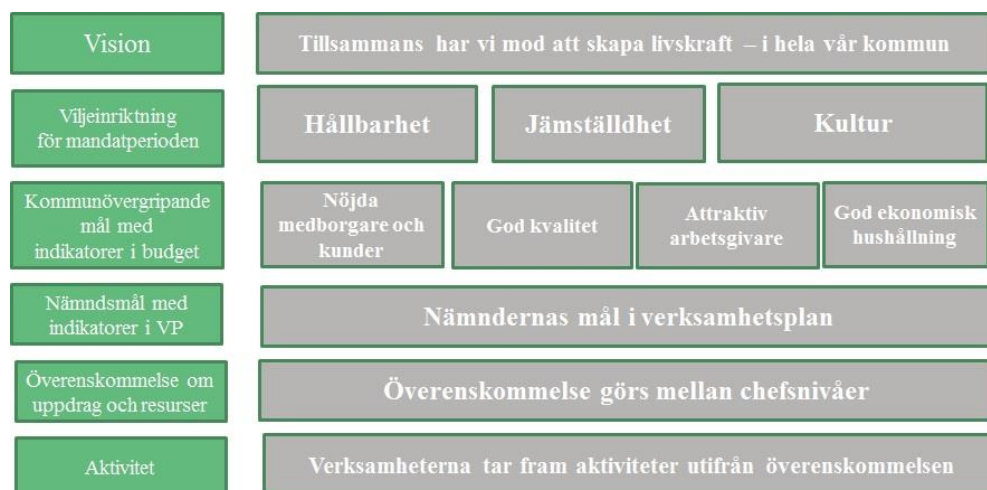 Vision
Tillsammans har vi mod att skapa livskraft – i hela vår kommun
Viljeinriktning
för mandatperioden
Hållbarhet
Jämställdhet
Kultur
Kommunövergripande
mål med
indikatorer i budget
Nöjda
medborgare och
kunder
God kvalitet
Attraktiv
arbetsgivare
God ekonomisk
hushållning
Nämndsmål med
indikatorer i VP
Nämndernas mål i verksamhetsplan
Överenskommelse om
uppdrag och resurser
Överenskommelse görs mellan chefsnivåer
Aktivitet
Verksamheterna tar fram aktiviteter utifrån överenskommelsen